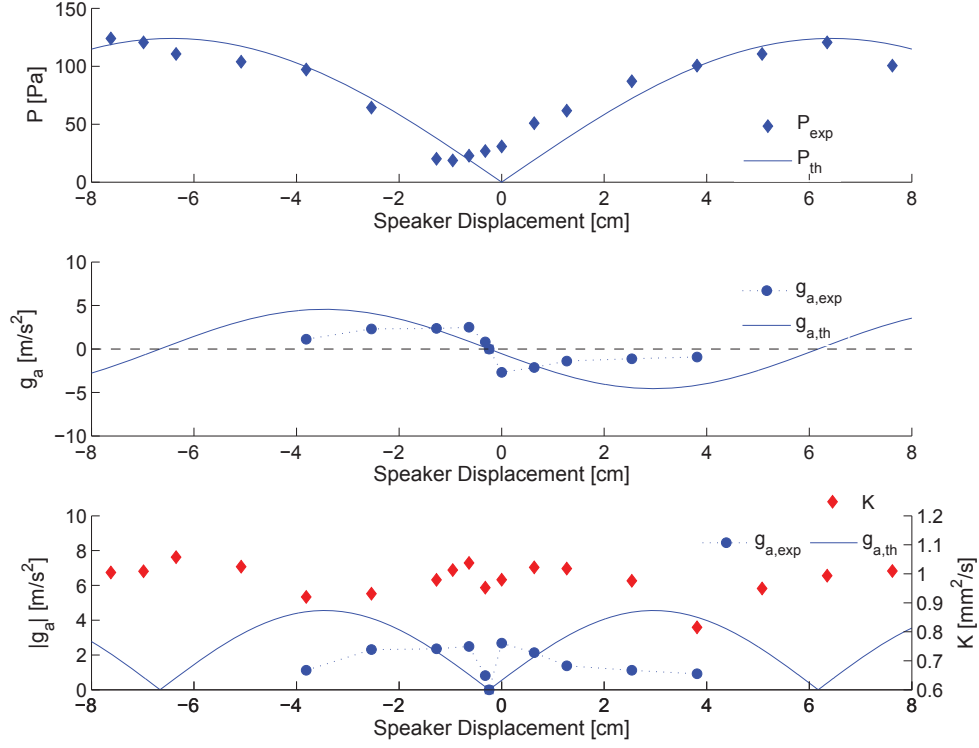 150
100
50
0
P [Pa]
P_exp
P_th
−8 −6 −4 −2 0 2 4 6 8
Speaker Displacement [cm]
10
5
0
−5
−10
g_a [m/s²]
g_a,exp
g_a,th
−8 −6 −4 −2 0 2 4 6 8
Speaker Displacement [cm]
K
g_a,exp g_a,th
10
8
6
4
2
0
|g_a| [m/s²]
1.2
1.1
1
0.9
0.8
0.7
0.6
K [mm²/s]
−8 −6 −4 −2 0 2 4 6 8
Speaker Displacement [cm]